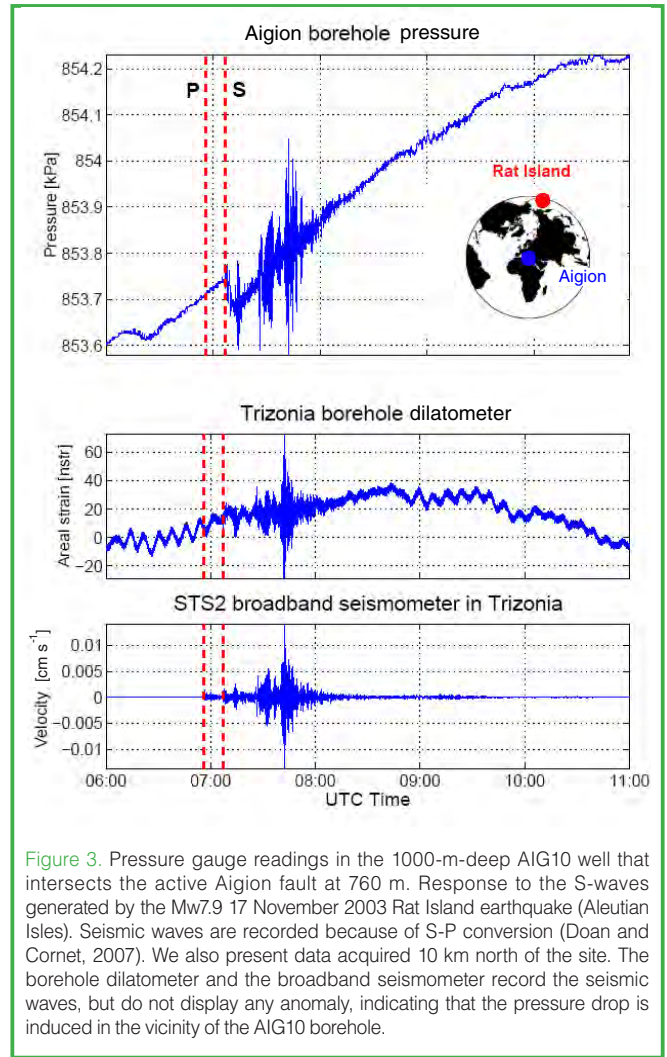 Aigion borehole pressure
P
S
854.2
854.1
854
853.9
853.8
853.7
853.6
Pressure [kPa]
Rat Island
Aigion
Trizonia borehole dilatometer
60
40
20
0
−20
Areal strain [nstr]
STS2 broadband seismometer in Trizonia
0.01
0.005
0
−0.005
−0.01
Velocity. [cm s⁻¹]
06:00 07:00 08:00 09:00 10:00 11:00
UTC Time
Figure 3. Pressure gauge readings in the 1000-m-deep AIG10 well that
intersects the active Aigion fault at 760 m. Response to the S-waves
generated by the Mw7.9 17 November 2003 Rat Island earthquake (Aleutian
Isles). Seismic waves are recorded because of S-P conversion (Doan and
Cornet, 2007). We also present data acquired 10 km north of the site. The
borehole dilatometer and the broadband seismometer record the seismic
waves, but do not display any anomaly, indicating that the pressure drop is
induced in the vicinity of the AIG10 borehole.